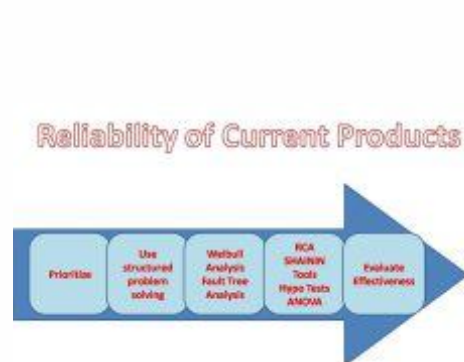 Reliability of Current Products
Prioritize
Use
structured
problem
solving
Weibull
Analysis
Fault Tree
Analysis
RCA
SHAININ
Tools
Hypo Tests
ANOVA
Evaluate
Effectiveness